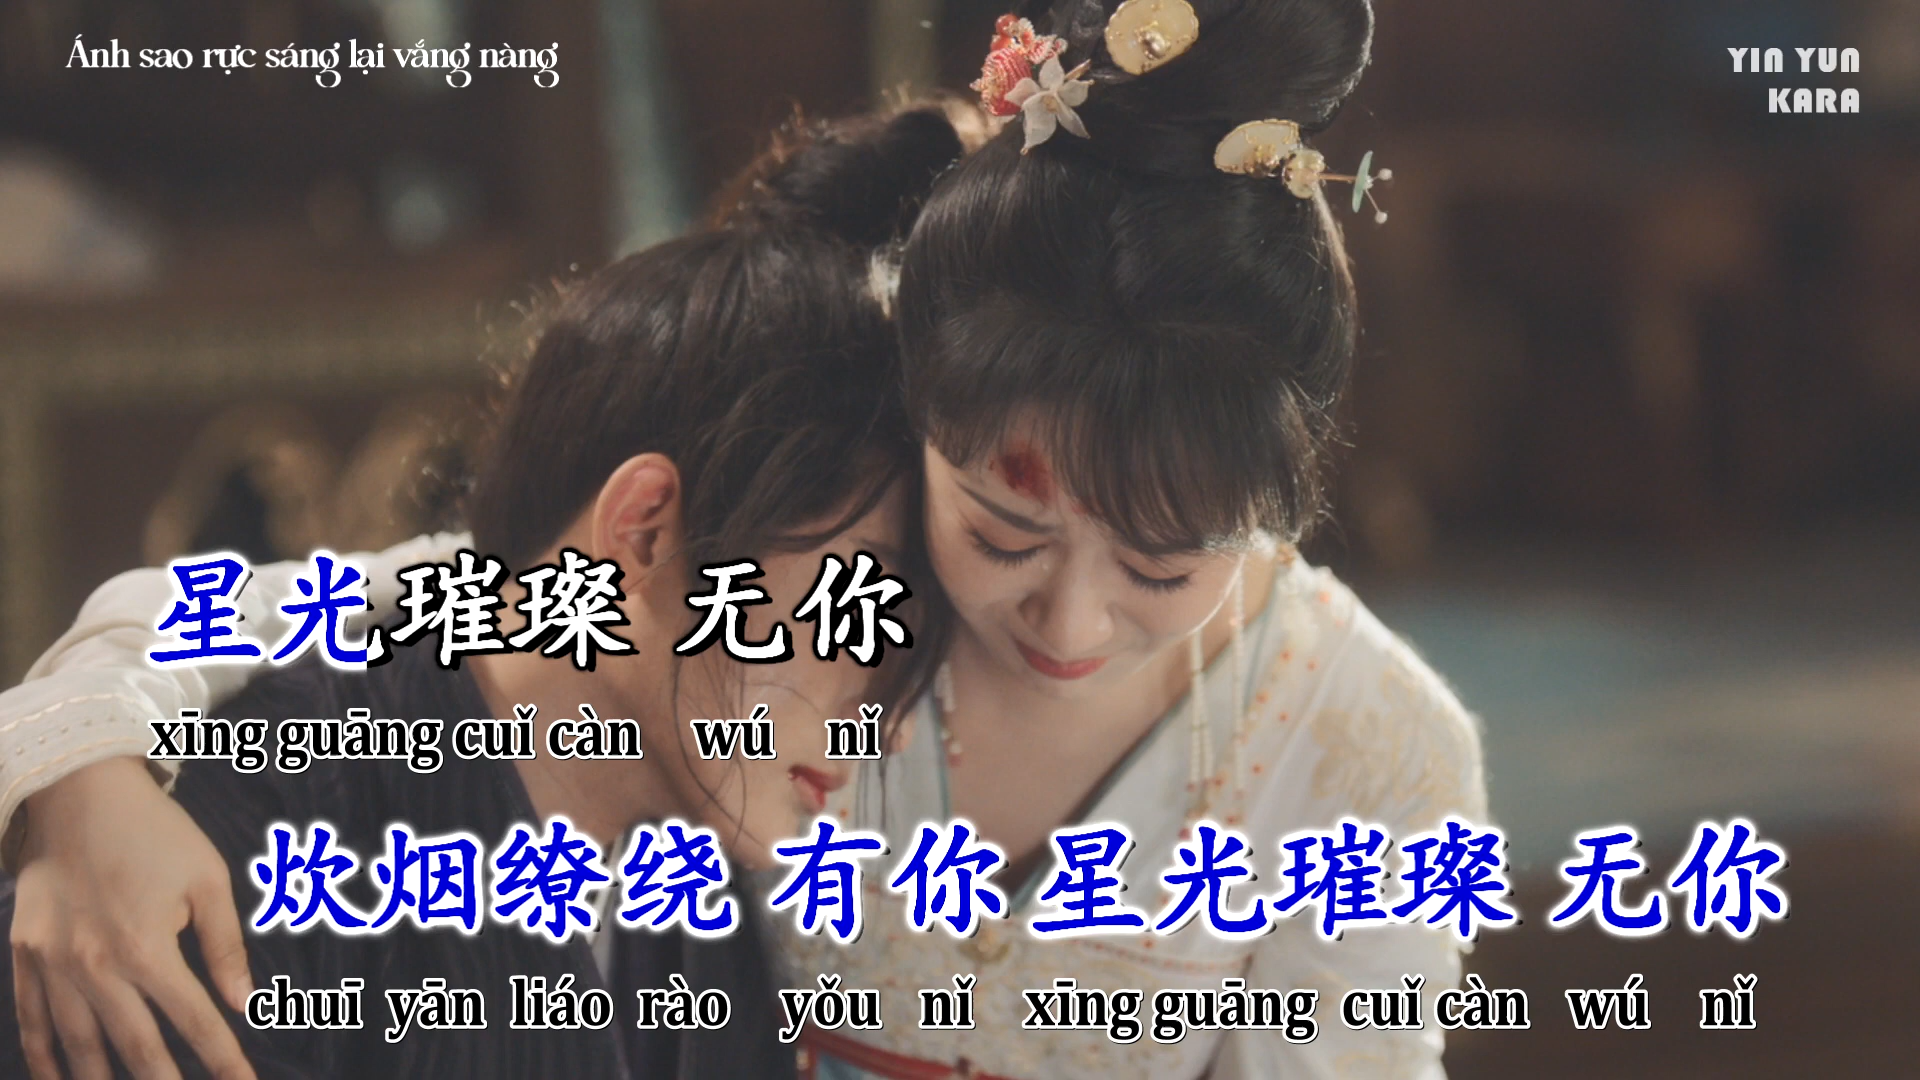 Ánh sao rực sáng lại vắng nàng
YIN YUN
KARA
星光璀璨 无你
xīng guāng cuǐ càn wú nǐ
炊烟缭绕 有你 星光璀璨 无你
chuī yān liáo rào yǒu nǐ xīng guāng cuǐ càn wú nǐ